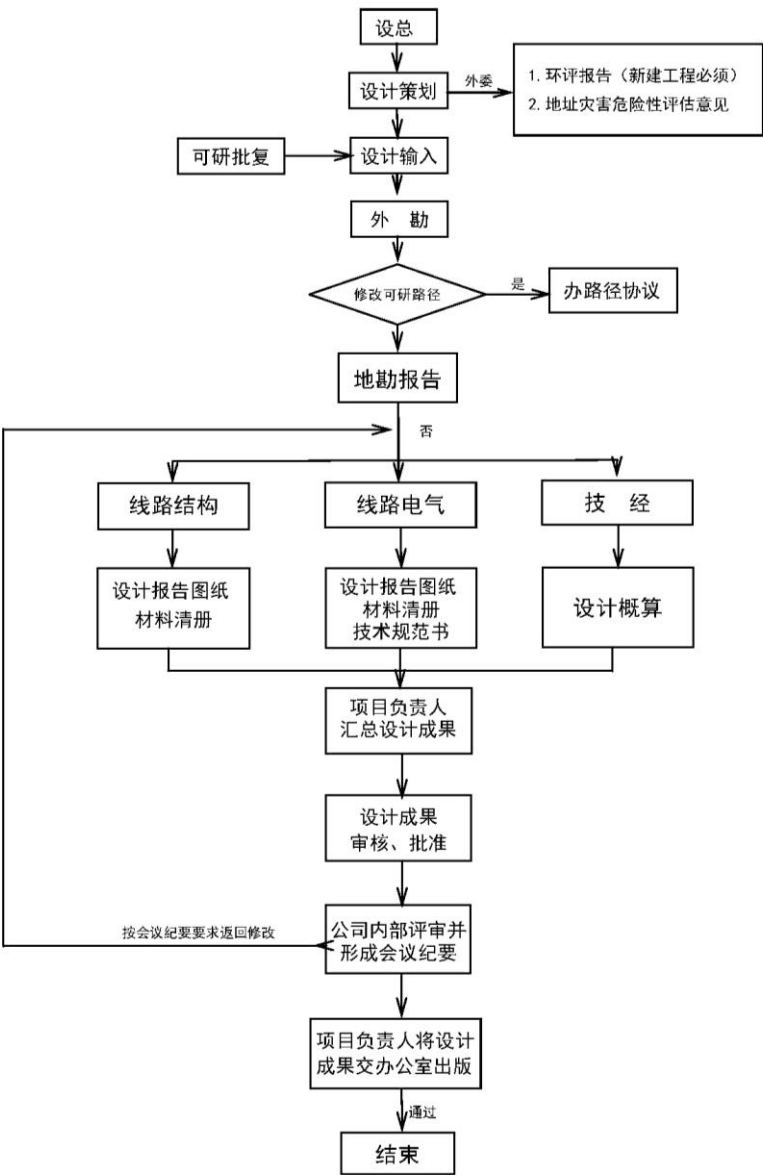 设总
设计策划
外委
1. 环评报告（新建工程必须）
2. 地址灾害危险性评估意见
可研批复
设计输入
外 勘
修改可研路径
是
办路径协议
地勘报告
否
线路结构
线路电气
技 经
设计报告图纸
材料清册
设计报告图纸
材料清册
技术规范书
设计概算
项目负责人
汇总设计成果
设计成果
审核、批准
按会议纪要要求返回修改
公司内部评审并
形成会议纪要
项目负责人将设计
成果交办公室出版
通过
结束